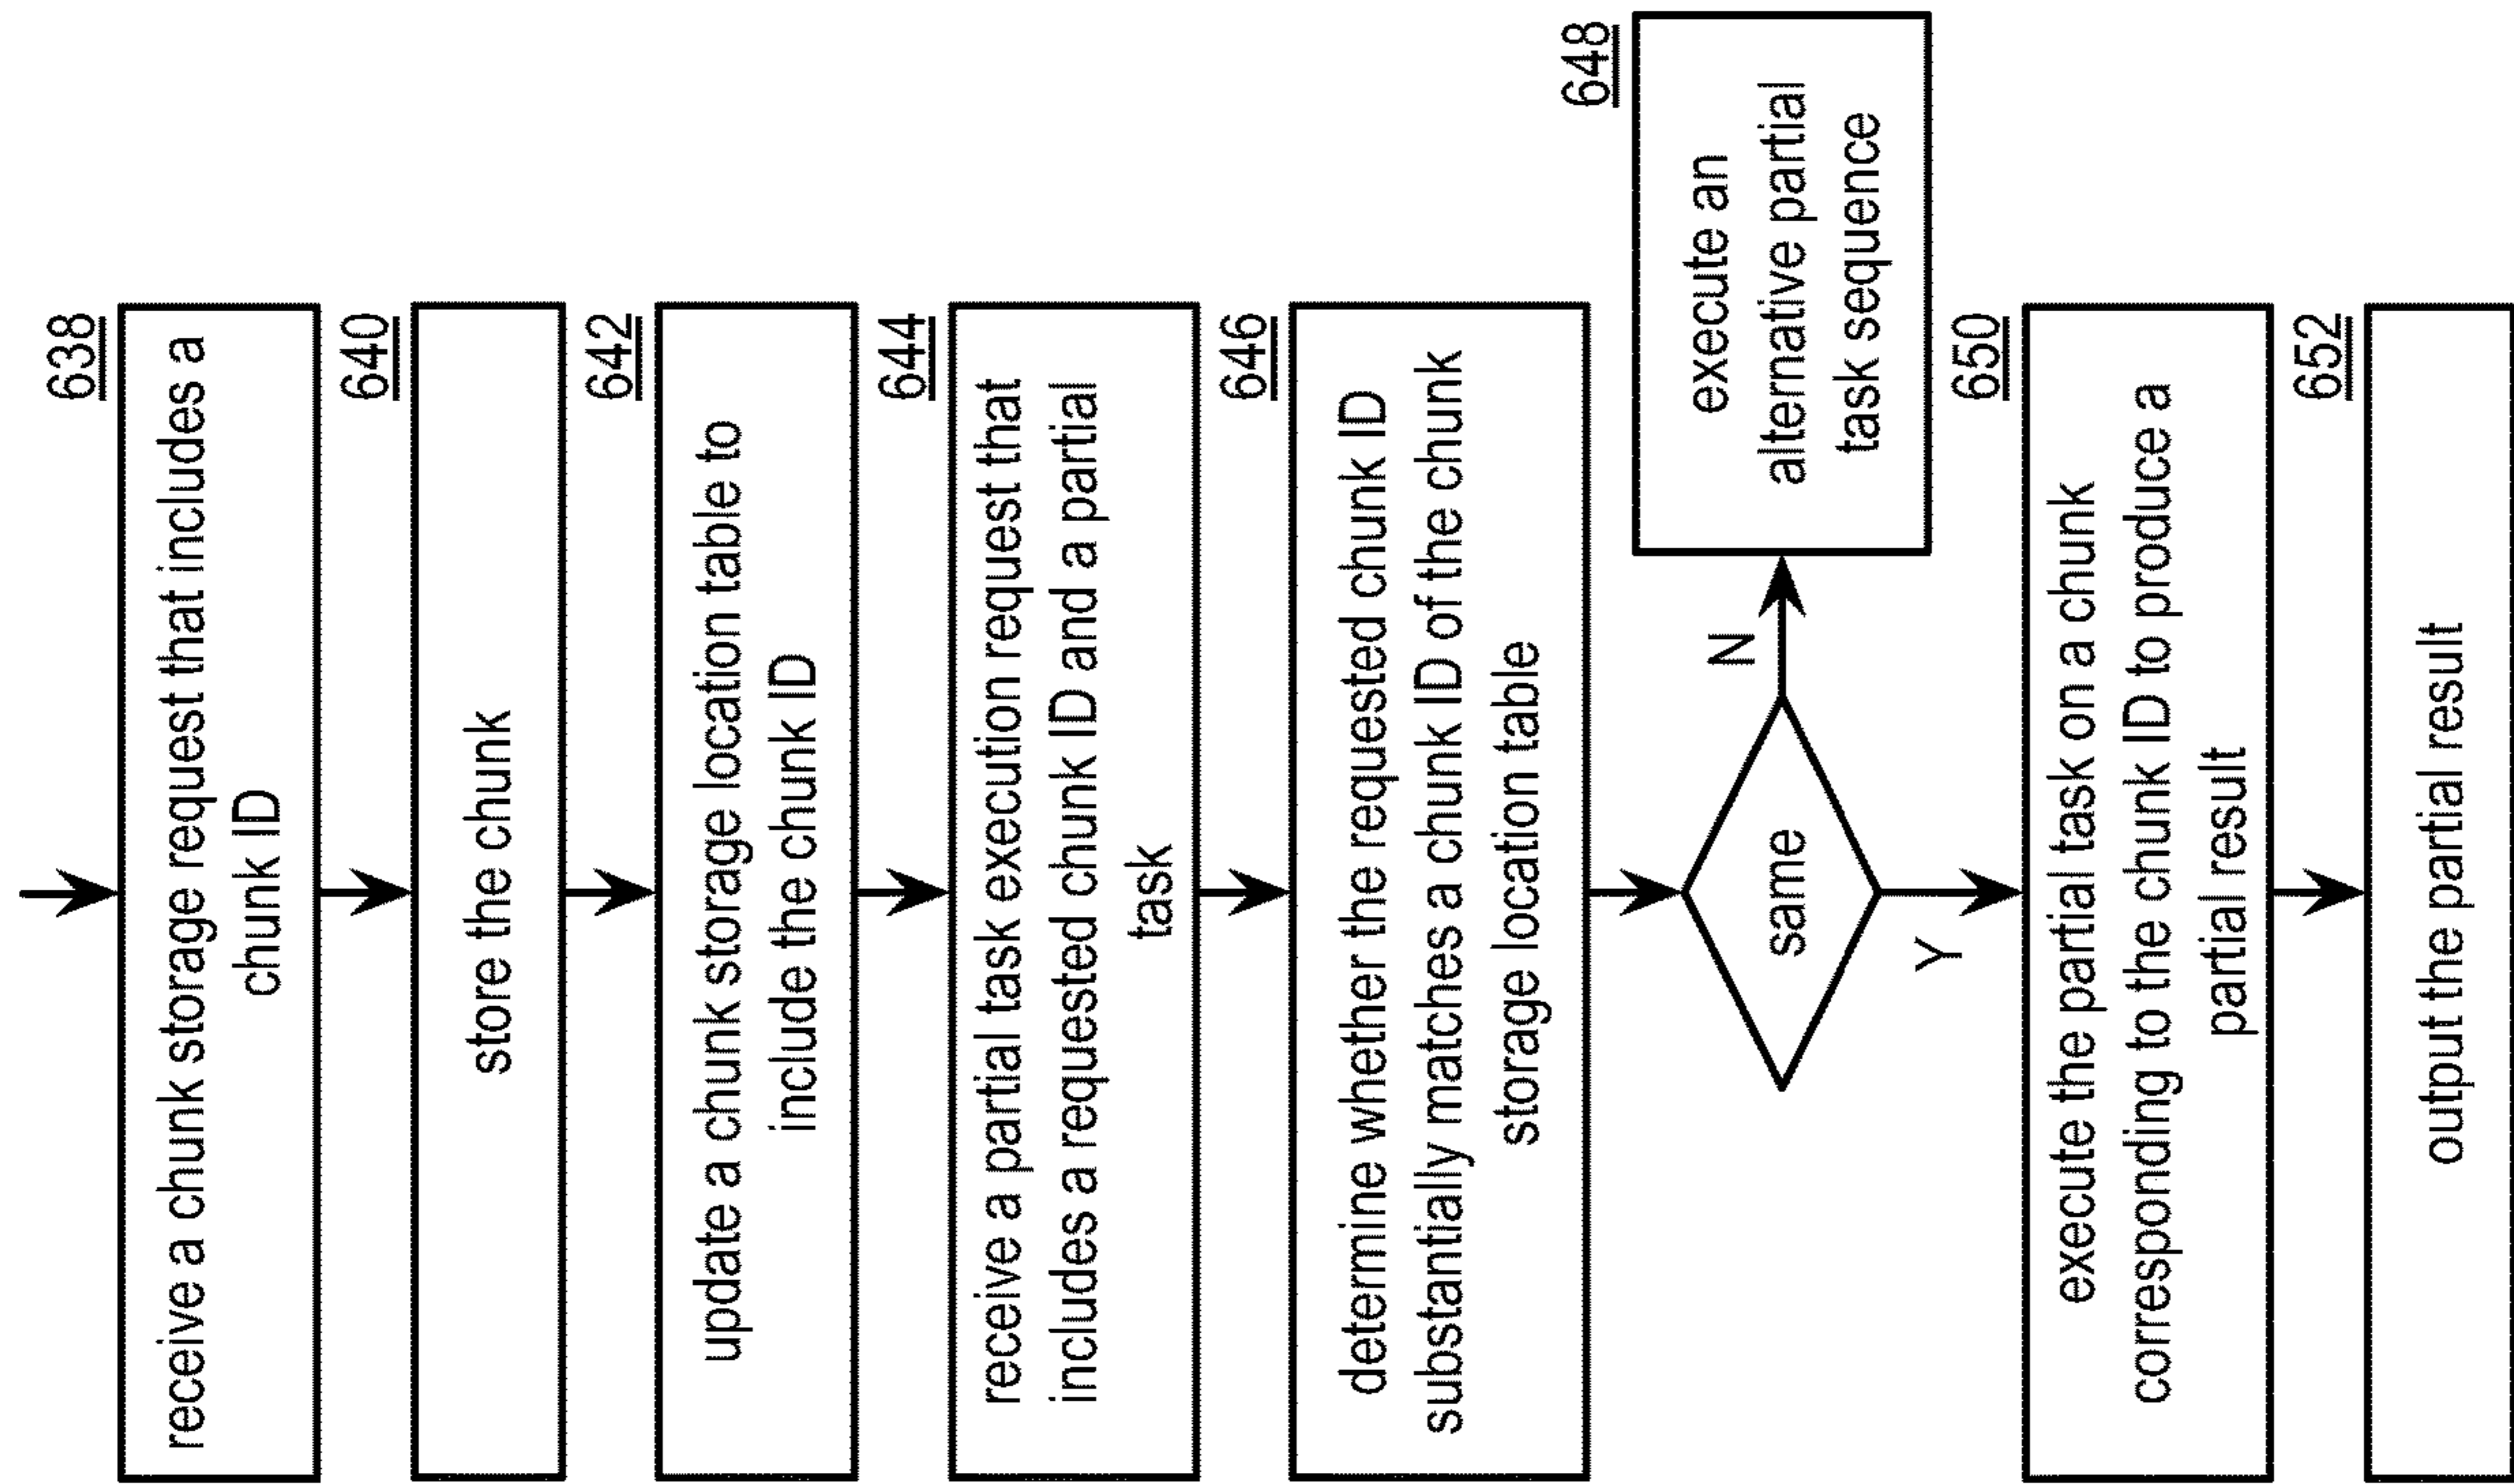 638
receive a chunk storage request that includes a
chunk ID
640
store the chunk
642
update a chunk storage location table to
include the chunk ID
644
receive a partial task execution request that
includes a requested chunk ID and a partial
task
646
determine whether the requested chunk ID
substantially matches a chunk ID of the chunk
storage location table
same
N
648
execute an
alternative partial
task sequence
Y
650
execute the partial task on a chunk
corresponding to the chunk ID to produce a
partial result
652
output the partial result